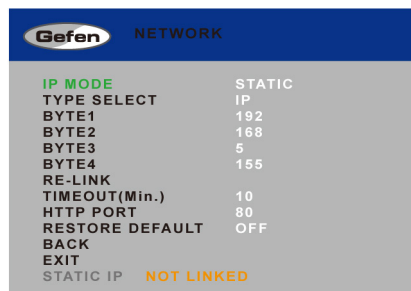 Gefen NETWORK
IP MODE STATIC
TYPE SELECT IP
BYTE1 192
BYTE2 168
BYTE3 5
BYTE4 155
RE-LINK
TIMEOUT(Min.) 10
HTTP PORT 80
RESTORE DEFAULT OFF
BACK
EXIT
STATIC IP NOT LINKED